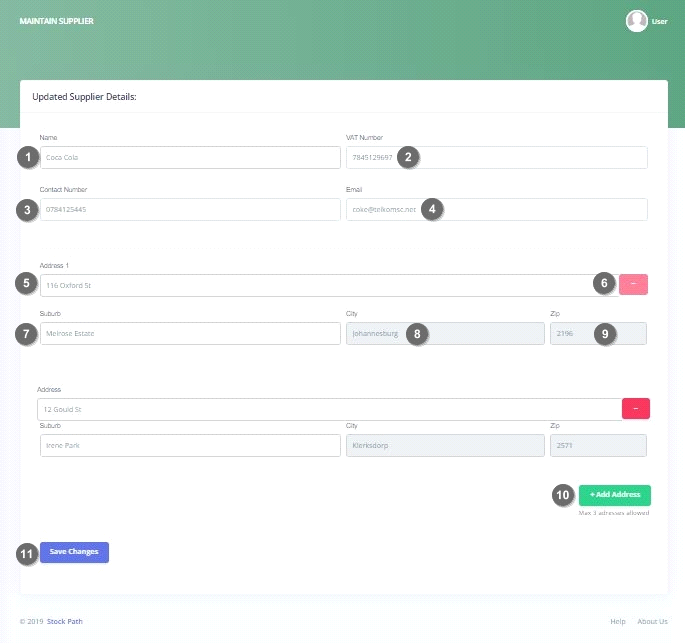 MAINTAIN SUPPLIER
User
Updated Supplier Details:
Name VAT Number
1 Coca Cola 7845129697 2
Contact Number Email
3 0784125445 coke@telkomsc.net 4
Address 1
5 116 Oxford St 6 −
Suburb City Zip
7 Melrose Estate Johannesburg 8 2196 9
Address
12 Gould St −
Suburb City Zip
Irene Park Klerksdorp 2571
10 + Add Address
Max 3 adresses allowed
11 Save Changes
© 2019 Stock Path Help About Us